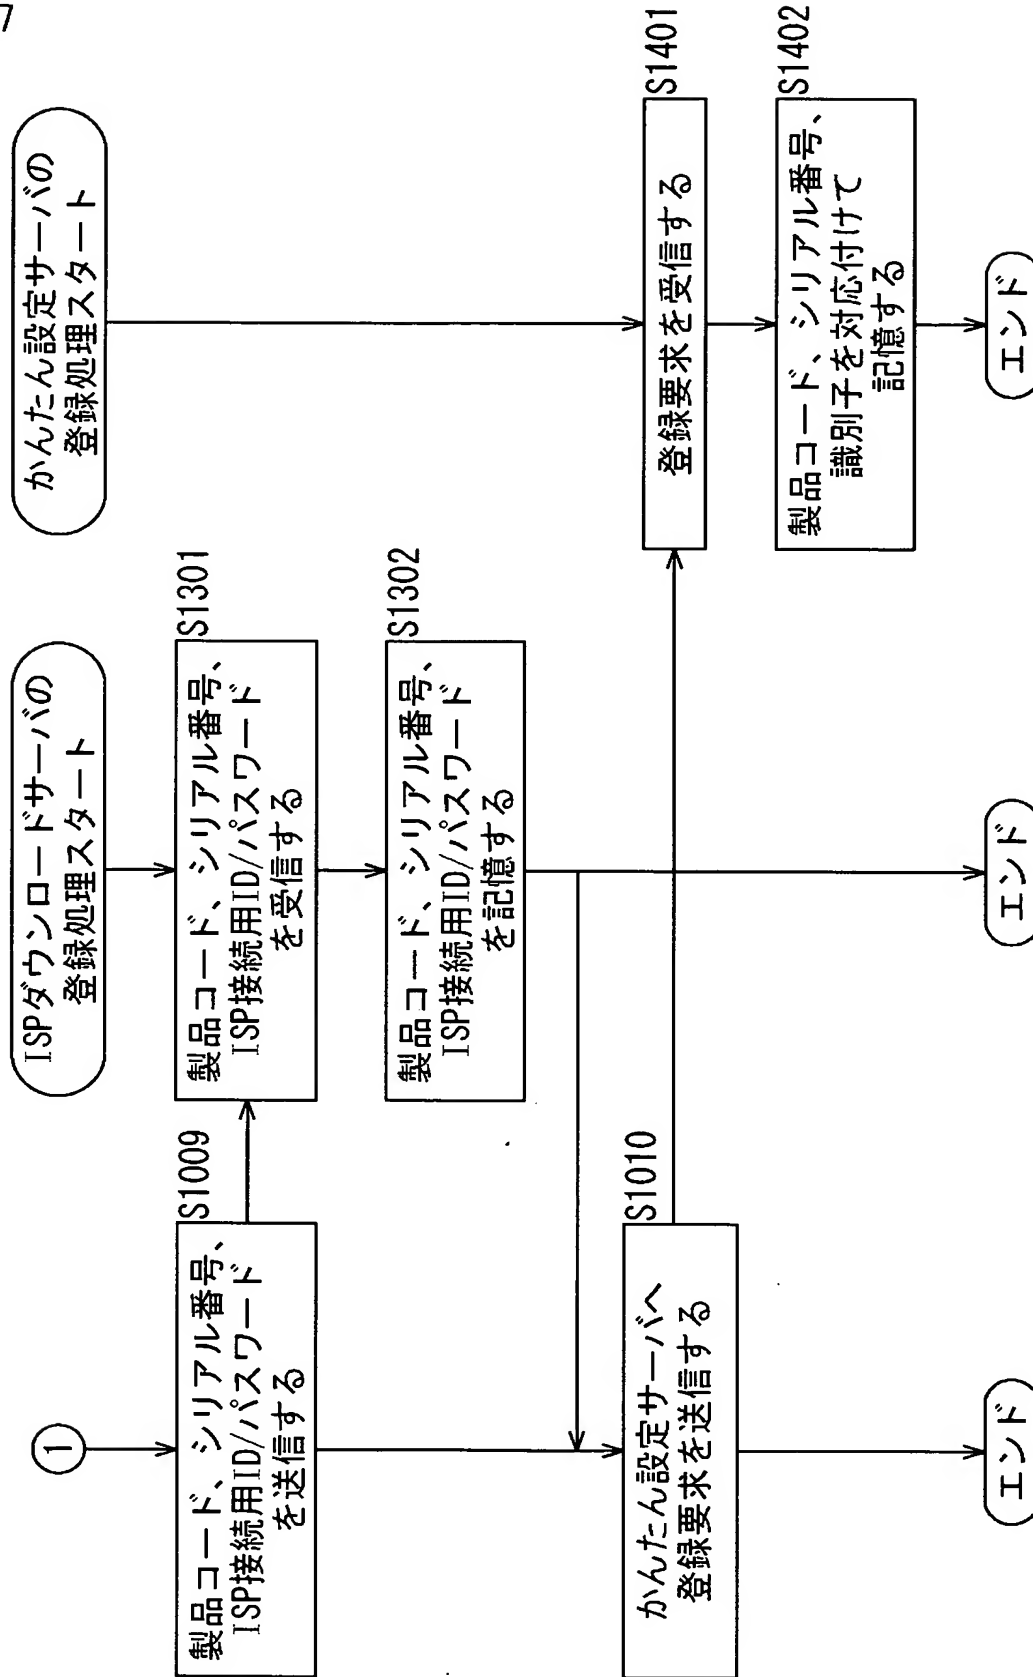 7
①
製品コード、シリアル番号、
ISP接続用ID/パスワード
を送信する
S1009
かんたん設定サーバへ
登録要求を送信する
S1010
エンド
ISPダウンロードサーバの
登録処理スタート
製品コード、シリアル番号、
ISP接続用ID/パスワード
を受信する
S1301
製品コード、シリアル番号、
ISP接続用ID/パスワード
を記憶する
S1302
エンド
かんたん設定サーバの
登録処理スタート
登録要求を受信する
S1401
製品コード、シリアル番号、
識別子を対応付けて
記憶する
S1402
エンド